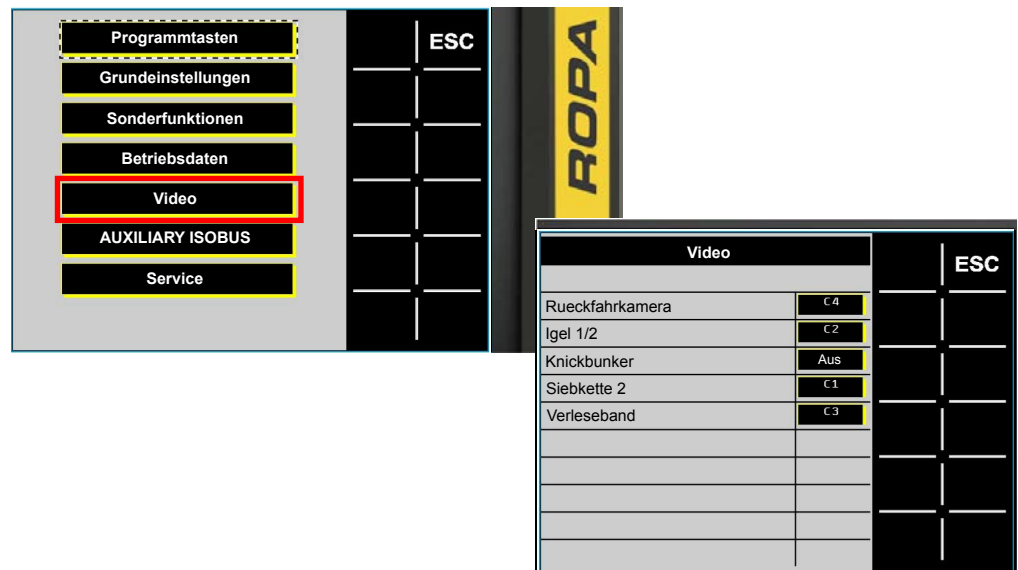 Programmtasten
ESC
Grundeinstellungen
Sonderfunktionen
Betriebsdaten
Video
AUXILIARY ISOBUS
Service
ROPA
Video
ESC
Rueckfahrkamera C4
Igel 1/2 C2
Knickbunker Aus
Siebkette 2 C1
Verleseband C3